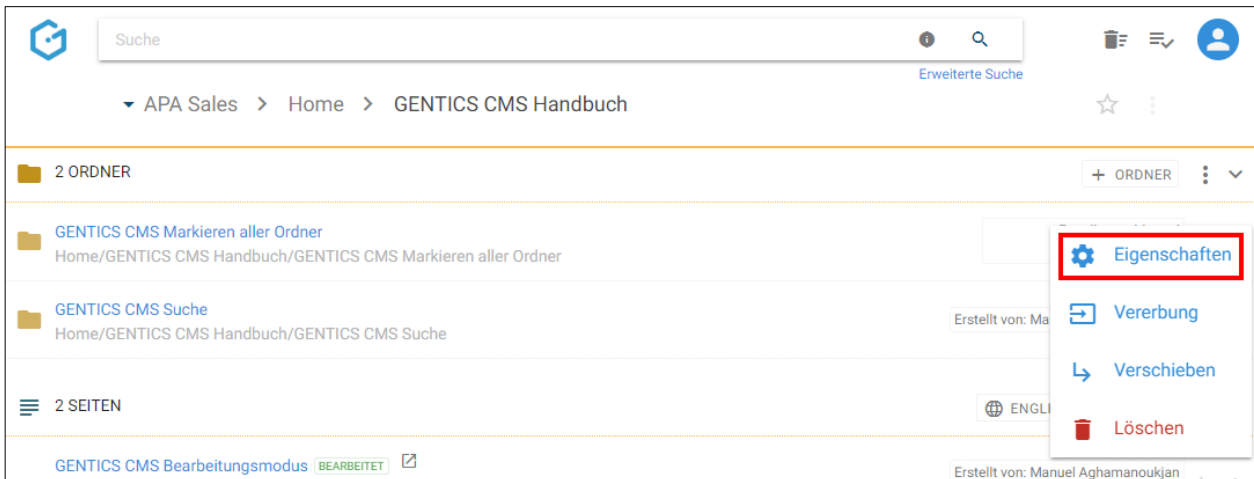 Suche
Erweiterte Suche
APA Sales > Home > GENTICS CMS Handbuch
2 ORDNER
+ ORDNER
GENTICS CMS Markieren aller Ordner
Home/GENTICS CMS Handbuch/GENTICS CMS Markieren aller Ordner
Eigenschaften
GENTICS CMS Suche
Home/GENTICS CMS Handbuch/GENTICS CMS Suche
Erstellt von: Ma
Vererbung
Verschieben
2 SEITEN
ENGLI
Löschen
GENTICS CMS Bearbeitungsmodus BEARBEITET
Erstellt von: Manuel Aghamanoukjan